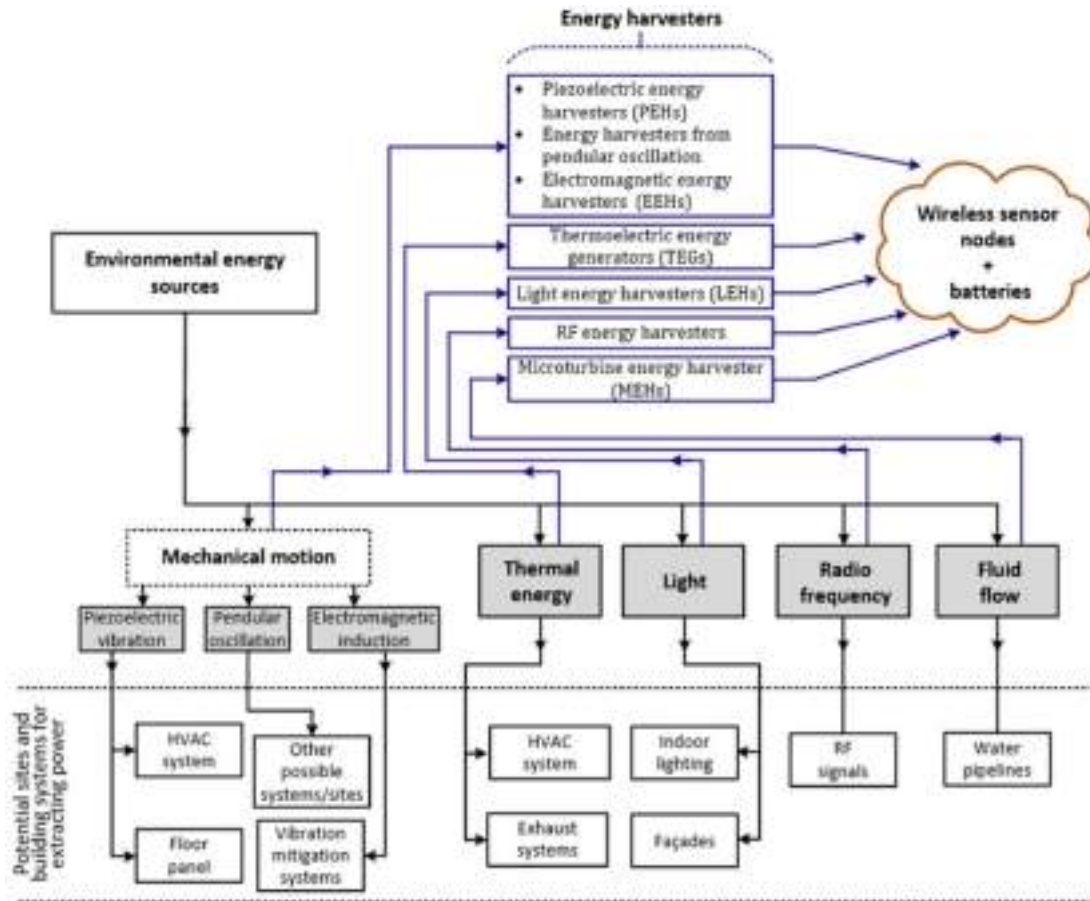 Energy harvesters
• Piezoelectric energy
harvesters (PEHs)
• Energy harvesters from
pendular oscillation
• Electromagnetic energy
harvesters (EEHs)
Thermoelectric energy
generators (TEGs)
Light energy harvesters (LEHs)
RF energy harvesters
Microturbine energy harvester
(MEHs)
Wireless sensor
nodes
+
batteries
Environmental energy
sources
Mechanical motion
Piezoelectric
vibration
Pendular
oscillation
Electromagnetic
induction
Thermal
energy
Light
Radio
frequency
Fluid
flow
Potential sites and
building systems for
extracting power
HVAC
system
Floor
panel
Other
possible
systems/sites
Vibration
mitigation
systems
HVAC
system
Exhaust
systems
Indoor
lighting
Façades
RF
signals
Water
pipelines